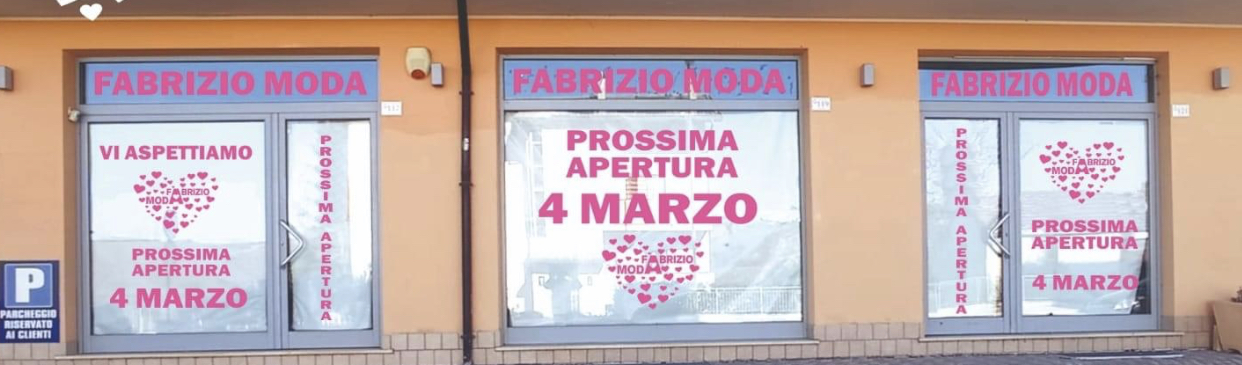 FABRIZIO MODA
VI ASPETTIAMO
FABRIZIO
MODA
PROSSIMA
APERTURA
4 MARZO
PROSSIMA APERTURA
P
PARCHEGGIO
RISERVATO
AI CLIENTI
FABRIZIO MODA
PROSSIMA
APERTURA
4 MARZO
FABRIZIO
MODA
FABRIZIO MODA
PROSSIMA APERTURA
FABRIZIO
MODA
PROSSIMA
APERTURA
4 MARZO